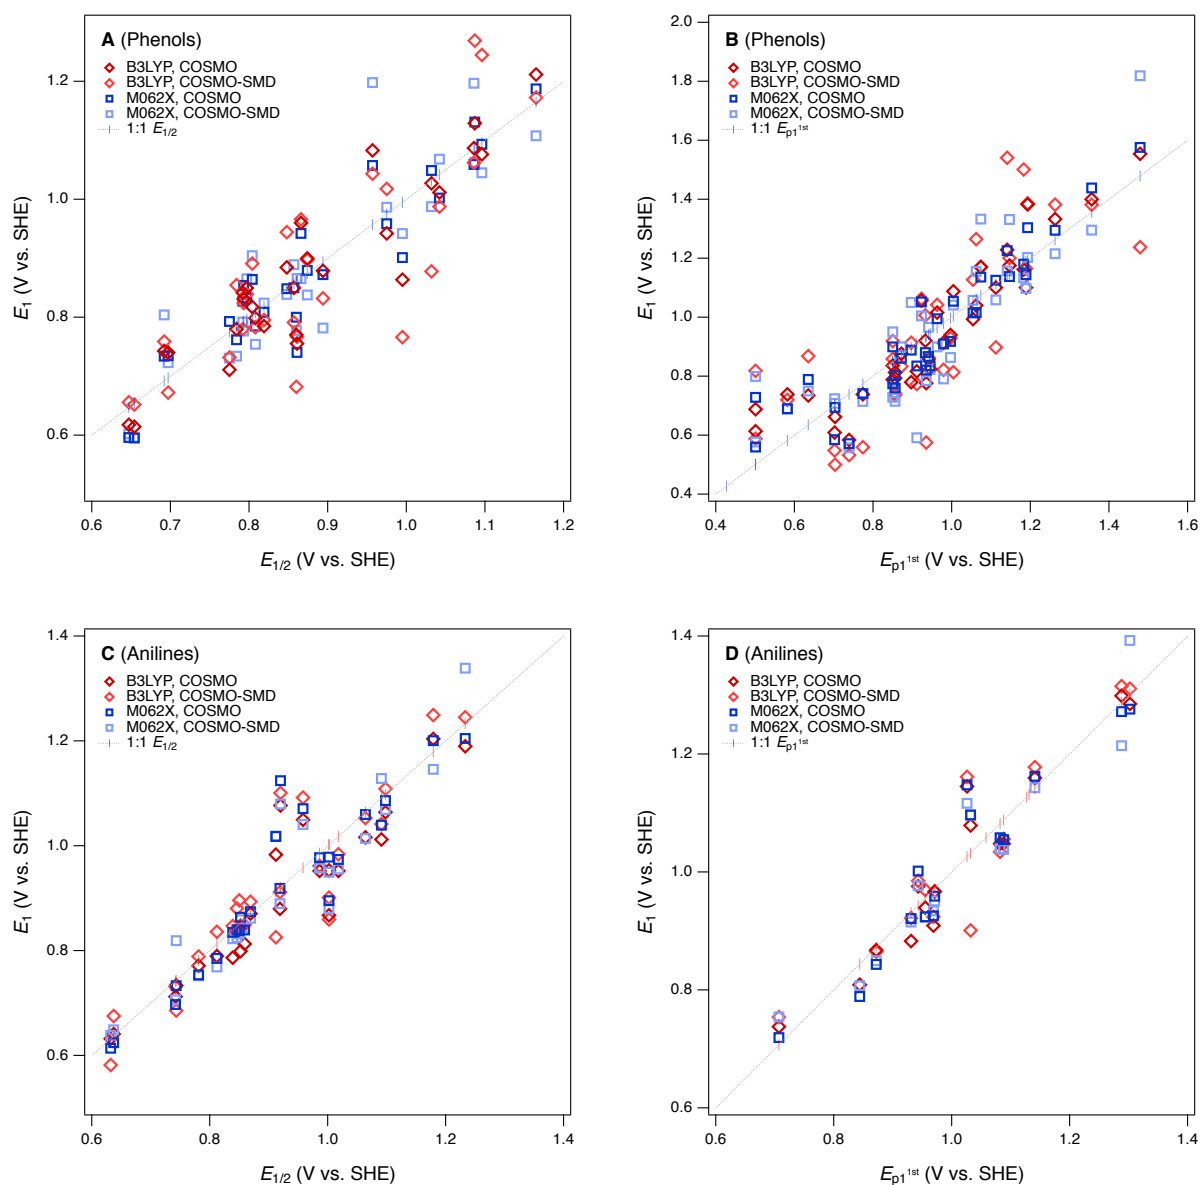 A (Phenols)
B3LYP, COSMO
B3LYP, COSMO-SMD
M062X, COSMO
M062X, COSMO-SMD
1:1 E1/2
1.2
1.0
0.8
0.6
E1 (V vs. SHE)
0.6 0.7 0.8 0.9 1.0 1.1 1.2
E1/2 (V vs. SHE)
B (Phenols)
B3LYP, COSMO
B3LYP, COSMO-SMD
M062X, COSMO
M062X, COSMO-SMD
1:1 Ep1 1st
2.0
1.8
1.6
1.4
1.2
1.0
0.8
0.6
0.4
E1 (V vs. SHE)
0.4 0.6 0.8 1.0 1.2 1.4 1.6
Ep1 1st (V vs. SHE)
C (Anilines)
B3LYP, COSMO
B3LYP, COSMO-SMD
M062X, COSMO
M062X, COSMO-SMD
1:1 E1/2
1.4
1.2
1.0
0.8
0.6
E1 (V vs. SHE)
0.6 0.8 1.0 1.2 1.4
E1/2 (V vs. SHE)
D (Anilines)
B3LYP, COSMO
B3LYP, COSMO-SMD
M062X, COSMO
M062X, COSMO-SMD
1:1 Ep1 1st
1.4
1.2
1.0
0.8
0.6
E1 (V vs. SHE)
0.6 0.8 1.0 1.2 1.4
Ep1 1st (V vs. SHE)